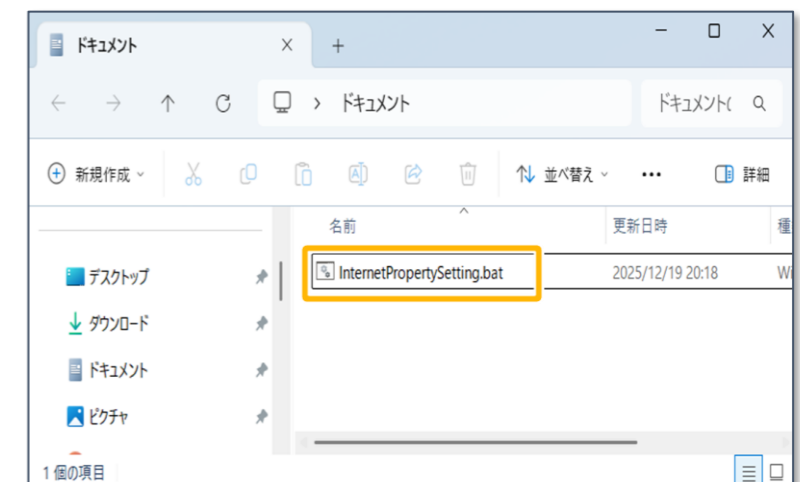 ドキュメント
ドキュメント
ドキュメント(
新規作成
並べ替え
詳細
名前
更新日時
種
デスクトップ
InternetPropertySetting.bat
2025/12/19 20:18
Wi
ダウンロード
ドキュメント
ピクチャ
1 個の項目